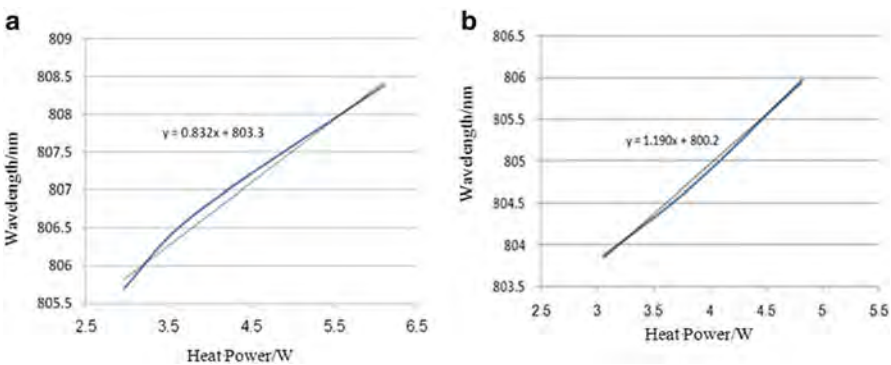 a
809
808.5
808
807.5
807
806.5
806
805.5
Wavelength/nm
y = 0.832x + 803.3
2.5 3.5 4.5 5.5 6.5
Heat Power/W
b
806.5
806
805.5
805
804.5
804
803.5
Wavelength/nm
y = 1.190x + 800.2
2.5 3 3.5 4 4.5 5 5.5
Heat Power/W